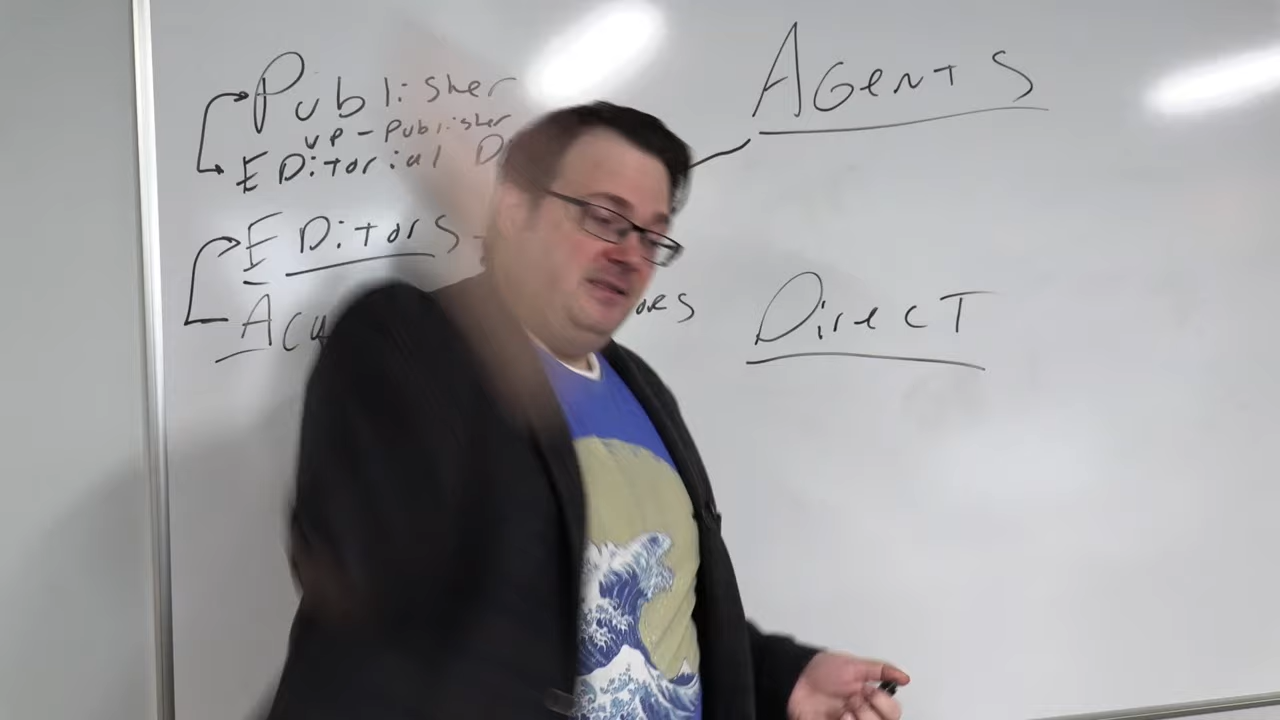 Publisher
VP-Publisher
EDitorial
EDitors
AGenTS
DirecT